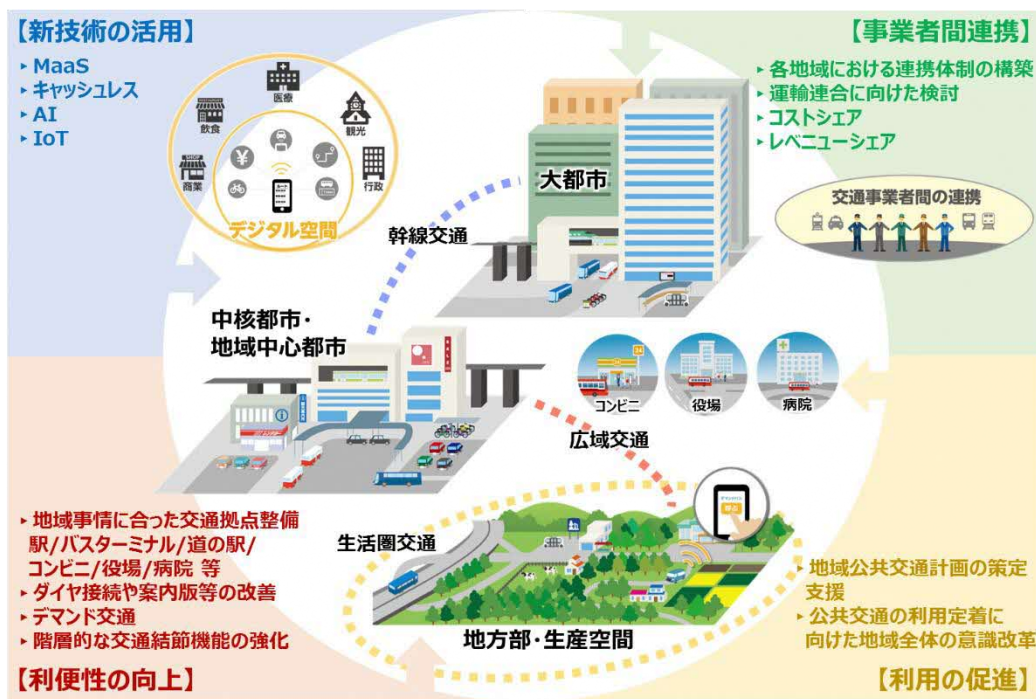 【新技術の活用】
▸ MaaS
▸ キャッシュレス
▸ AI
▸ IoT
医療
飲食
観光
商業
行政
¥
デジタル空間
【事業者間連携】
▸ 各地域における連携体制の構築
▸ 運輸連合に向けた検討
▸ コストシェア
▸ レベニューシェア
交通事業者間の連携
大都市
幹線交通
中核都市・
地域中心都市
コンビニ
役場
病院
広域交通
生活圏交通
地方部・生産空間
▸ 地域事情に合った交通拠点整備
駅/バスターミナル/道の駅/
コンビニ/役場/病院 等
▸ ダイヤ接続や案内版等の改善
▸ デマンド交通
▸ 階層的な交通結節機能の強化
【利便性の向上】
▸ 地域公共交通計画の策定
支援
▸ 公共交通の利用定着に
向けた地域全体の意識改革
【利用の促進】